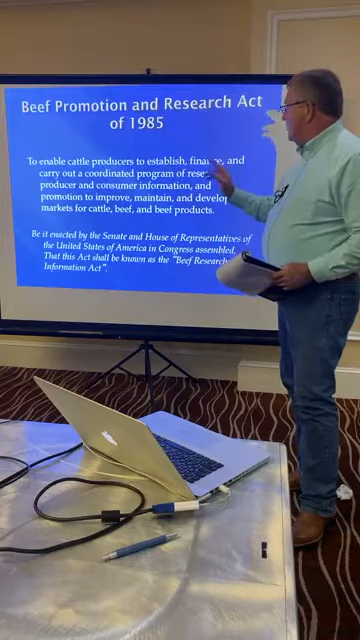 Beef Promotion and Research Act
of 1985
To enable cattle producers to establish, finance, and
carry out a coordinated program of
producer and consumer information, and
promotion to improve, maintain, and develop
markets for cattle, beef, and beef products.
Be it enacted by the Senate and House of Representatives of
the United States of America in Congress assembled,
That this Act shall be known as the "Beef Research
Information Act".